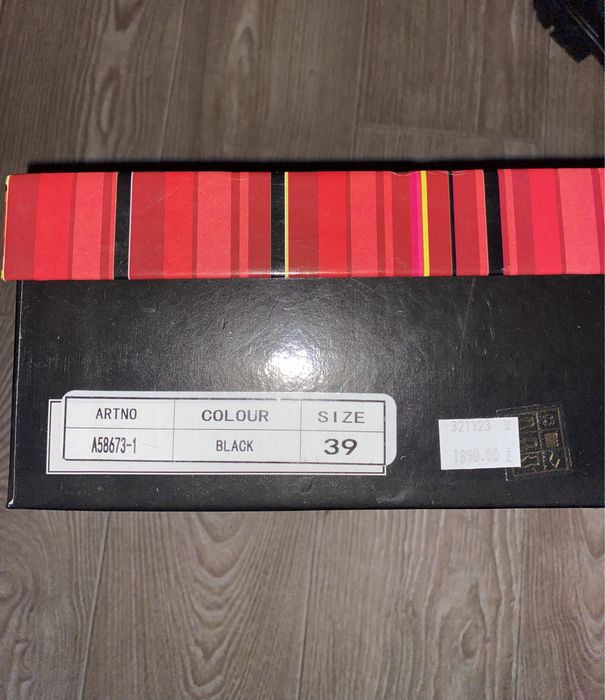 ARTNO COLOUR SIZE
A58673-1 BLACK 39
321123
1890.00